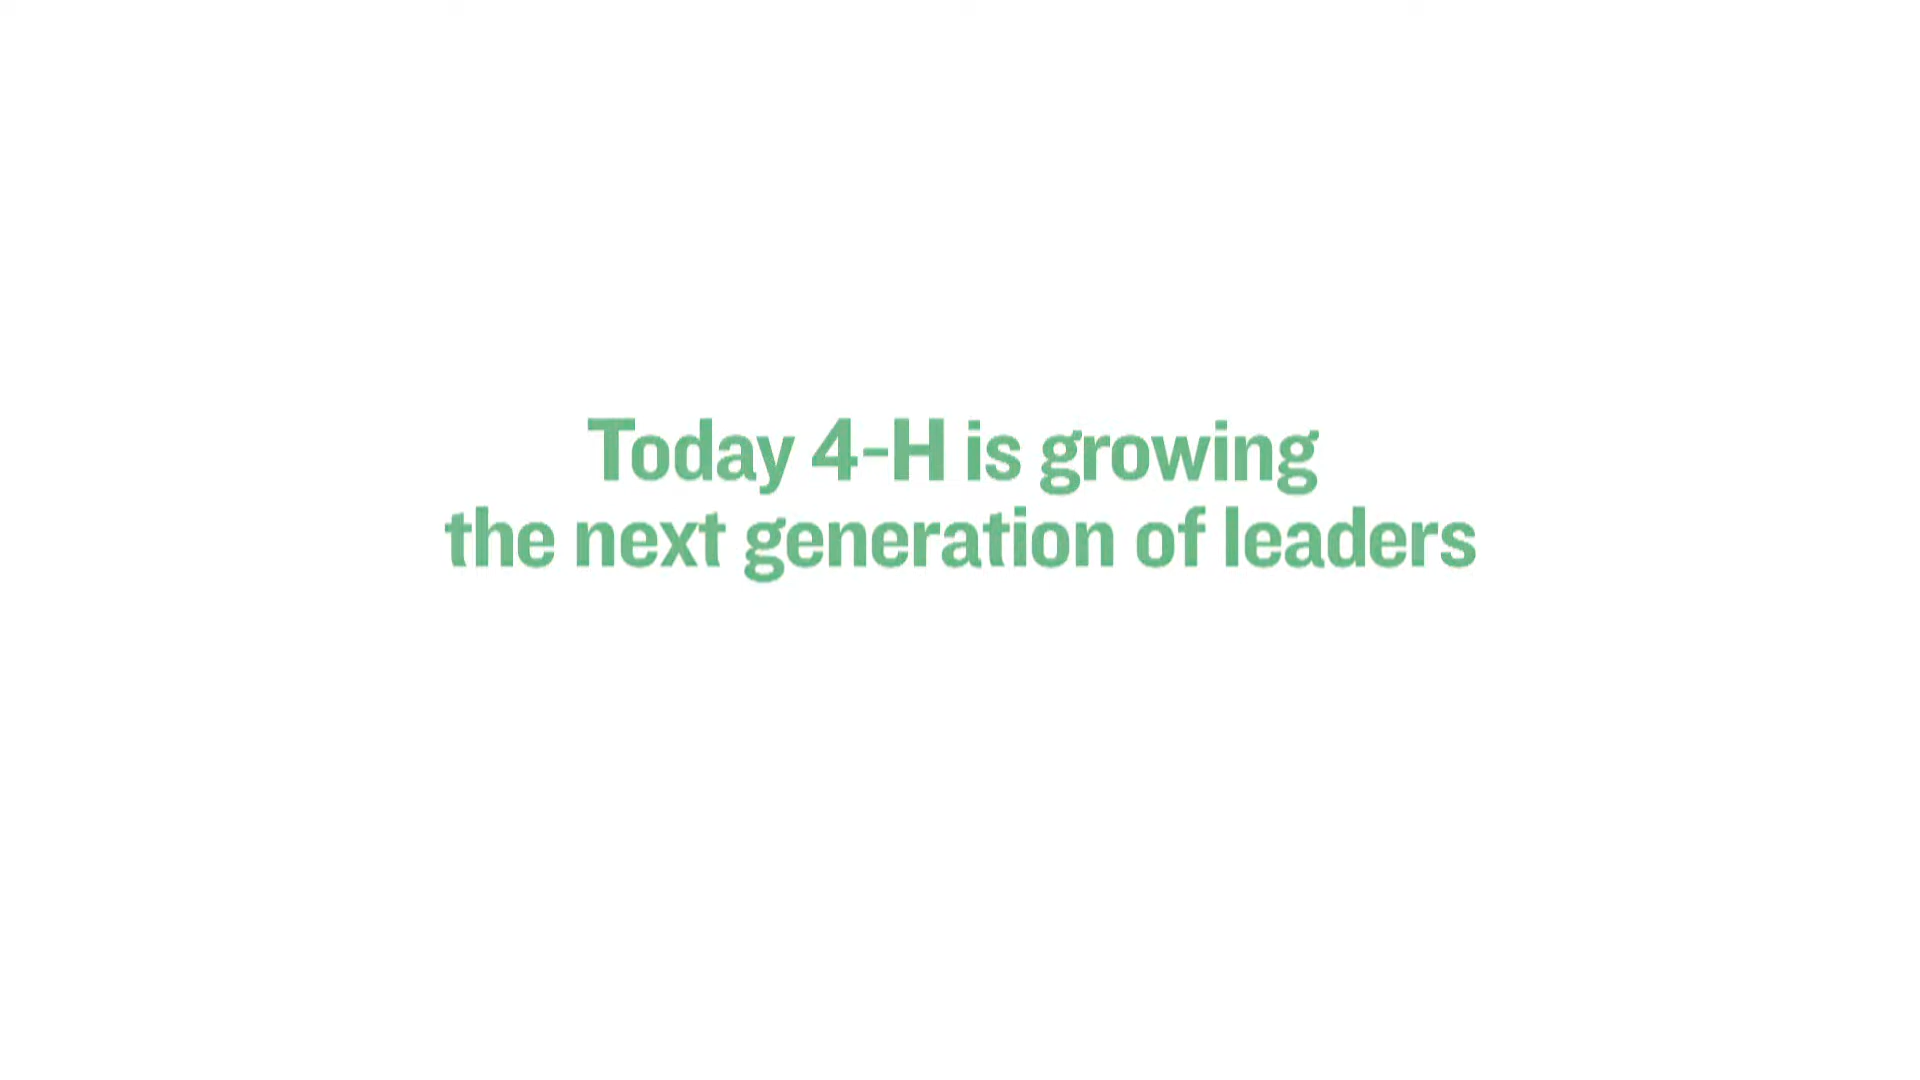 Today 4-H is growing
the next generation of leaders